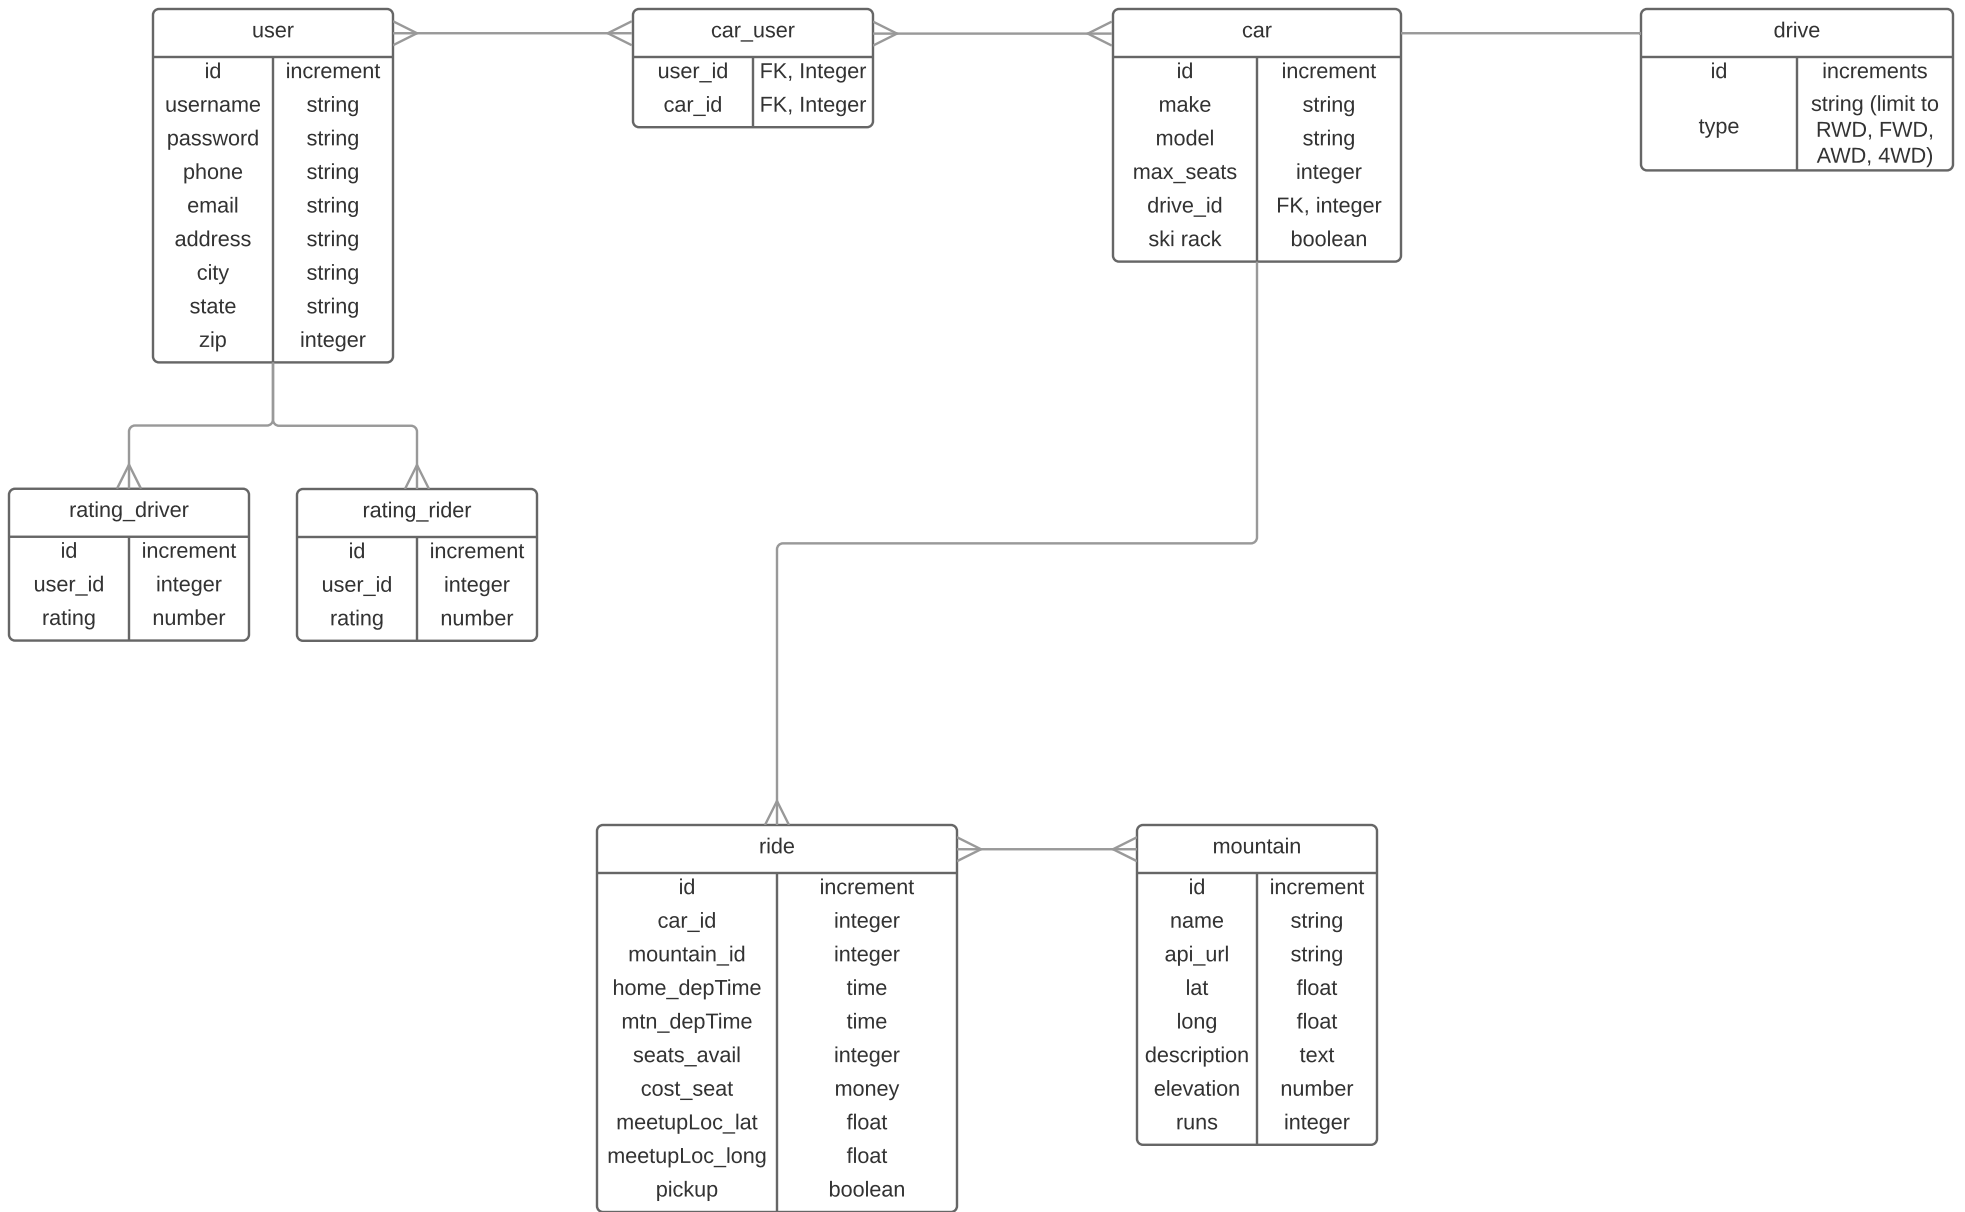 user
id increment
username string
password string
phone string
email string
address string
city string
state string
zip integer
car_user
user_id FK, Integer
car_id FK, Integer
car
id increment
make string
model string
max_seats integer
drive_id FK, integer
ski rack boolean
drive
id increments
type string (limit to
RWD, FWD,
AWD, 4WD)
rating_driver
id increment
user_id integer
rating number
rating_rider
id increment
user_id integer
rating number
ride
id increment
car_id integer
mountain_id integer
home_depTime time
mtn_depTime time
seats_avail integer
cost_seat money
meetupLoc_lat float
meetupLoc_long float
pickup boolean
mountain
id increment
name string
api_url string
lat float
long float
description text
elevation number
runs integer